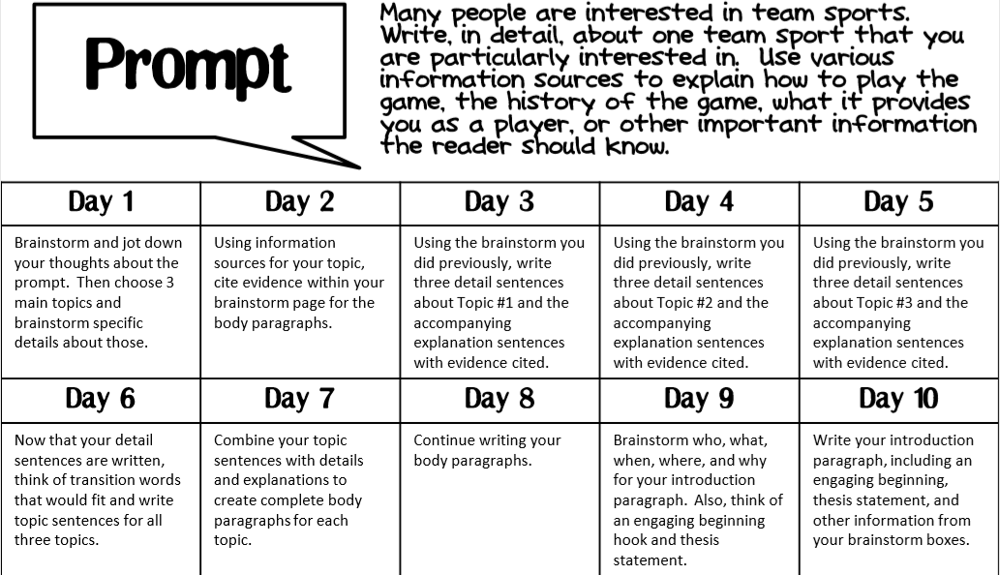 Prompt
Many people are interested in team sports.
Write, in detail, about one team sport that you
are particularly interested in.  Use various
information sources to explain how to play the
game, the history of the game, what it provides
you as a player, or other important information
the reader should know.
Day 1
Day 2
Day 3
Day 4
Day 5
Brainstorm and jot down
your thoughts about the
prompt.  Then choose 3
main topics and
brainstorm specific
details about those.
Using information
sources for your topic,
cite evidence within your
brainstorm page for the
body paragraphs.
Using the brainstorm you
did previously, write
three detail sentences
about Topic #1 and the
accompanying
explanation sentences
with evidence cited.
Using the brainstorm you
did previously, write
three detail sentences
about Topic #2 and the
accompanying
explanation sentences
with evidence cited.
Using the brainstorm you
did previously, write
three detail sentences
about Topic #3 and the
accompanying
explanation sentences
with evidence cited.
Day 6
Day 7
Day 8
Day 9
Day 10
Now that your detail
sentences are written,
think of transition words
that would fit and write
topic sentences for all
three topics.
Combine your topic
sentences with details
and explanations to
create complete body
paragraphs for each
topic.
Continue writing your
body paragraphs.
Brainstorm who, what,
when, where, and why
for your introduction
paragraph.  Also, think of
an engaging beginning
hook and thesis
statement.
Write your introduction
paragraph, including an
engaging beginning,
thesis statement, and
other information from
your brainstorm boxes.